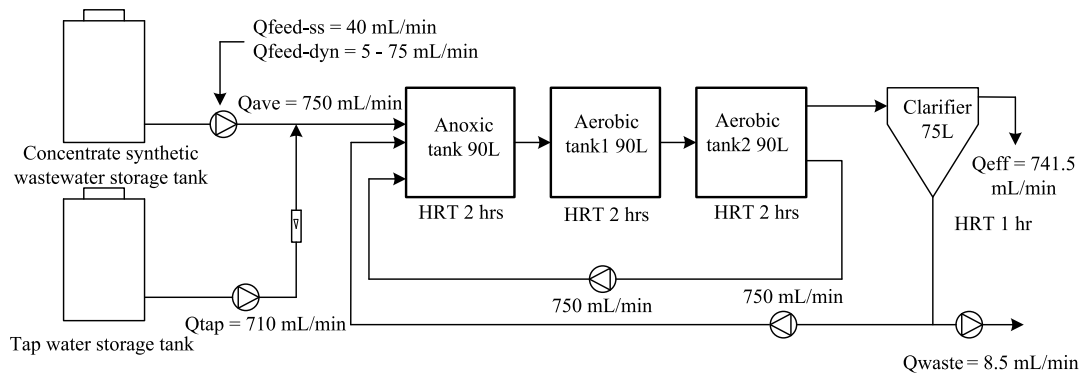 Qfeed-ss = 40 mL/min
Qfeed-dyn = 5 - 75 mL/min
Qave = 750 mL/min
Concentrate synthetic
wastewater storage tank
Anoxic
tank 90L
HRT 2 hrs
Aerobic
tank1 90L
HRT 2 hrs
Aerobic
tank2 90L
HRT 2 hrs
Clarifier
75L
Qeff = 741.5
mL/min
HRT 1 hr
750 mL/min
750 mL/min
Qtap = 710 mL/min
Tap water storage tank
Qwaste = 8.5 mL/min